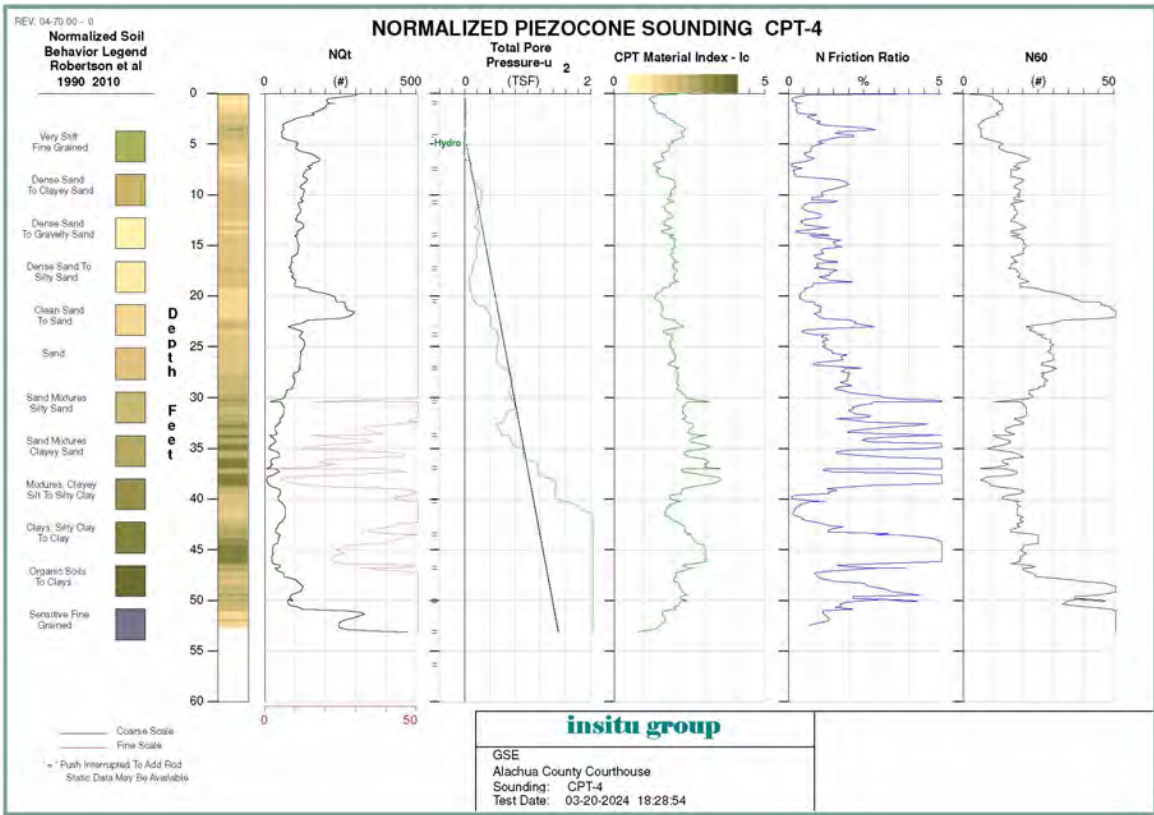 REV. 04-70.00 - 0
NORMALIZED PIEZOCONE SOUNDING CPT-4
Normalized Soil
Behavior Legend
Robertson et al
1990 2010
NQt
0 (#) 500
Total Pore
Pressure-u 2
0 (TSF) 2
CPT Material Index - Ic
0 5
N Friction Ratio
0 % 5
N60
0 (#) 50
Very Stiff
Fine Grained
Dense Sand
To Clayey Sand
Dense Sand
To Gravelly Sand
Dense Sand To
Silty Sand
Clean Sand
To Sand
Sand
Sand Mixtures
Silty Sand
Sand Mixtures
Clayey Sand
Mixtures, Clayey
Silt To Silty Clay
Clays: Silty Clay
To Clay
Organic Soils
To Clays
Sensitive Fine
Grained
Depth Feet
0
5
10
15
20
25
30
35
40
45
50
55
60
-Hydro
0 50
Coarse Scale
Fine Scale
" = " Push Interrupted To Add Rod
Static Data May Be Available
insitu group
GSE
Alachua County Courthouse
Sounding: CPT-4
Test Date: 03-20-2024 18:28:54